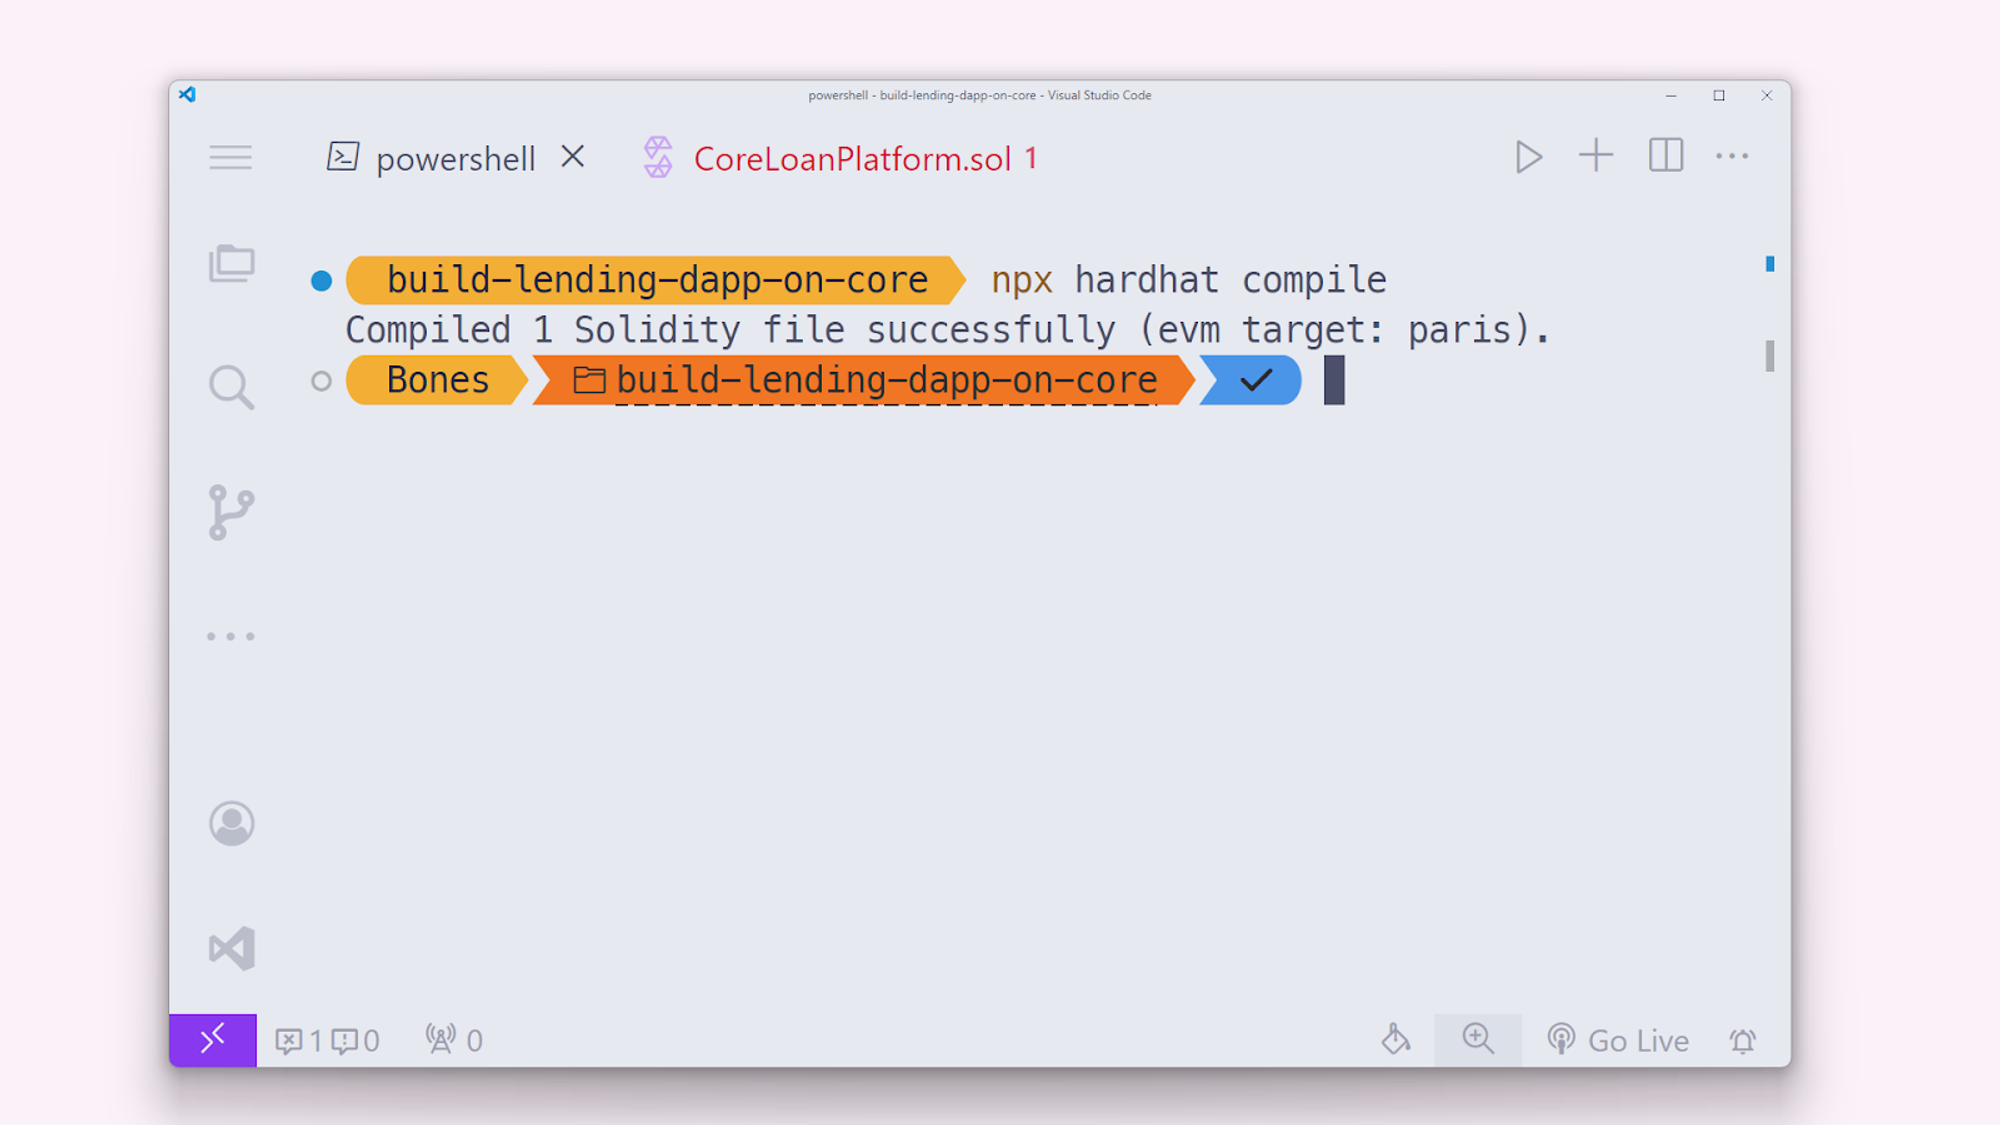 powershell - build-lending-dapp-on-core - Visual Studio Code
powershell CoreLoanPlatform.sol 1
build-lending-dapp-on-core npx hardhat compile
Compiled 1 Solidity file successfully (evm target: paris).
Bones build-lending-dapp-on-core
1 0 0 Go Live